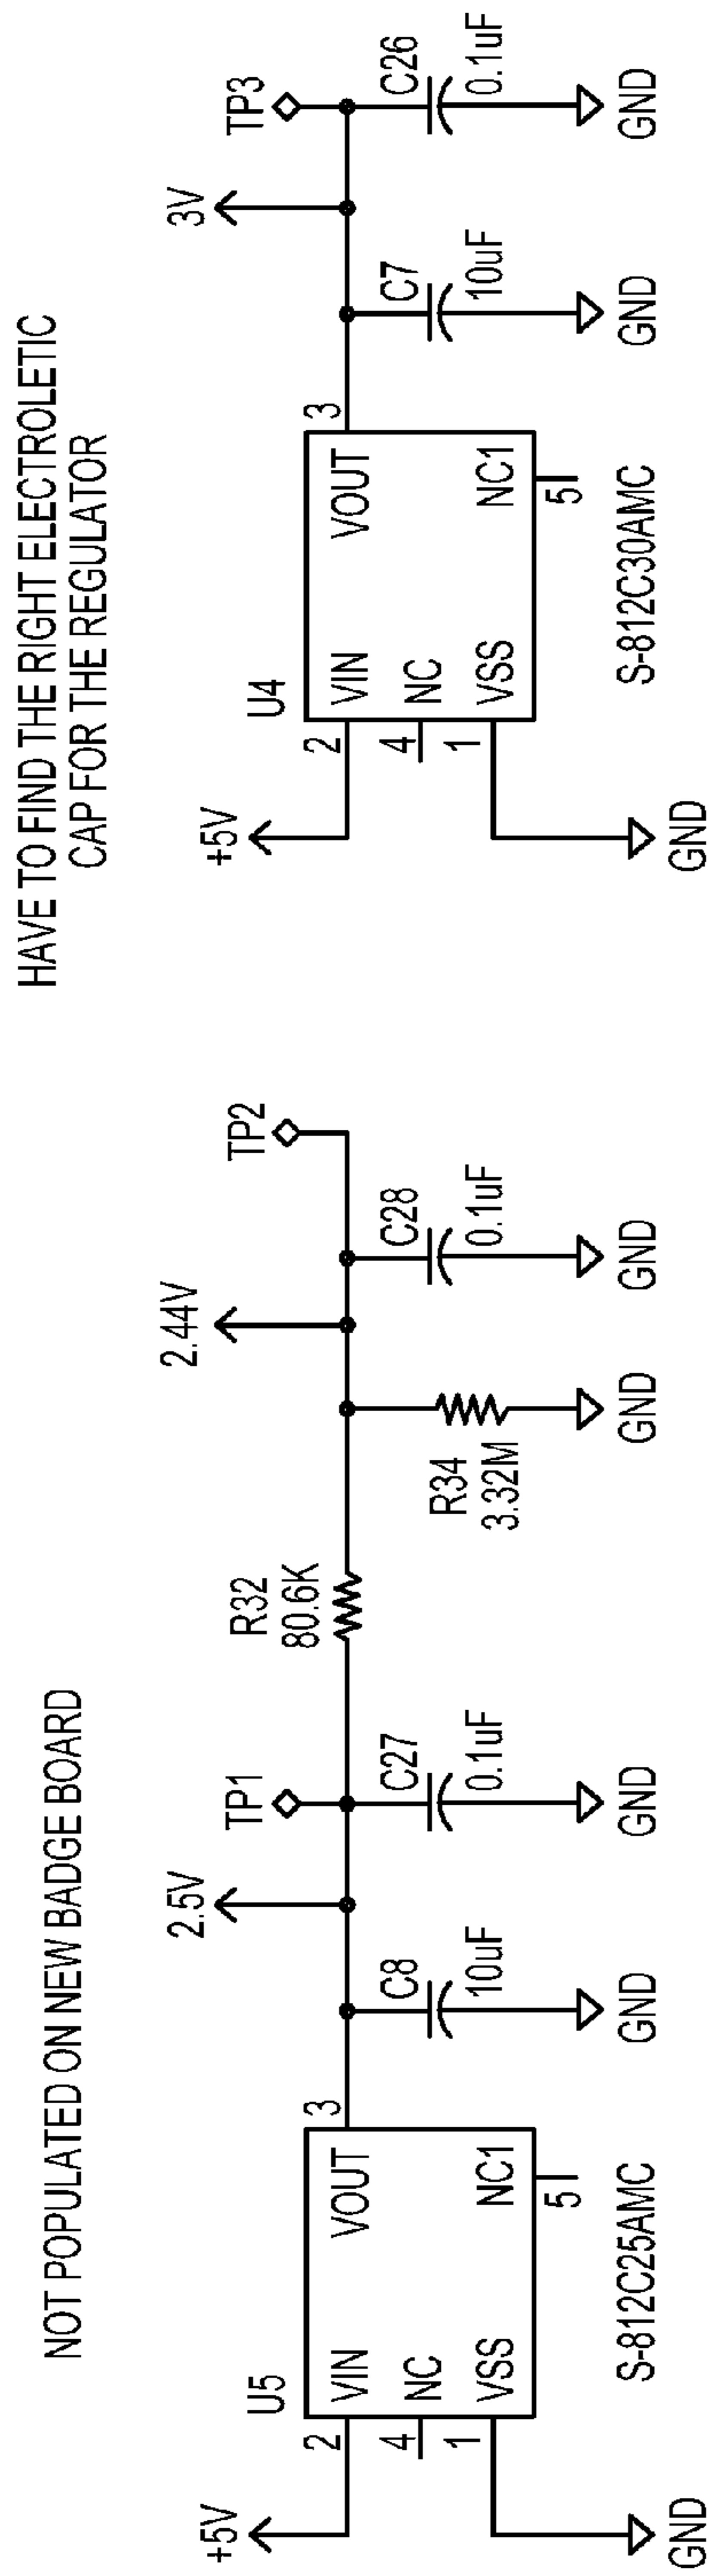 NOT POPULATED ON NEW BADGE BOARD
+5V
U5
2
VIN
VOUT
3
4
NC
1
VSS
NC1
5
S-812C25AMC
GND
2.5V
C8
10uF
GND
TP1
C27
0.1uF
GND
R32
80.6K
R34
3.32M
GND
2.44V
C28
0.1uF
GND
TP2
HAVE TO FIND THE RIGHT ELECTROLETIC
CAP FOR THE REGULATOR
+5V
U4
2
VIN
VOUT
3
4
NC
1
VSS
NC1
5
S-812C30AMC
GND
3V
C7
10uF
GND
TP3
C26
0.1uF
GND